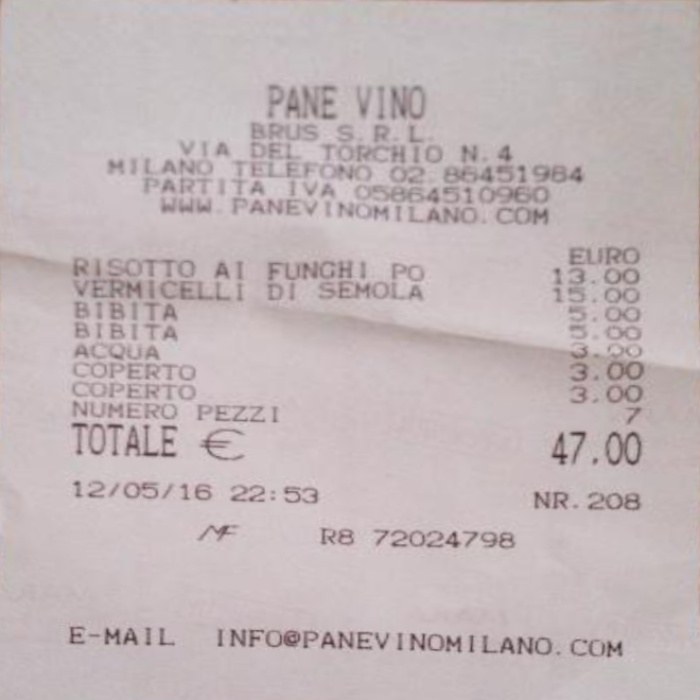 PANE VINO
BRUS S.R.L.
VIA DEL TORCHIO N.4
MILANO TELEFONO 02 86451984
PARTITA IVA 05864510960
WWW.PANEVINOMILANO.COM
EURO
RISOTTO AI FUNGHI PO 13.00
VERMICELLI DI SEMOLA 15.00
BIBITA 5.00
BIBITA 5.00
ACQUA 3.00
COPERTO 3.00
COPERTO 3.00
NUMERO PEZZI 7
TOTALE € 47.00
12/05/16 22:53 NR.208
MF R8 72024798
E-MAIL INFO@PANEVINOMILANO.COM